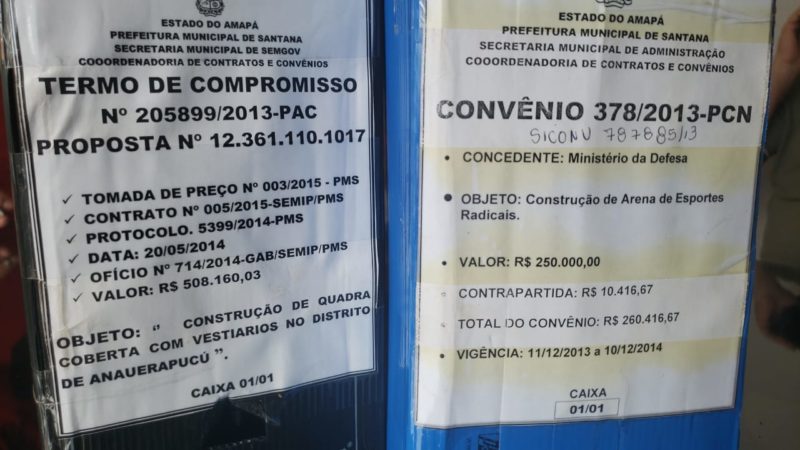 ESTADO DO AMAPÁ
PREFEITURA MUNICIPAL DE SANTANA
SECRETARIA MUNICIPAL DE SEMGOV
COOORDENADORIA DE CONTRATOS E CONVÊNIOS
TERMO DE COMPROMISSO
Nº 205899/2013-PAC
PROPOSTA Nº 12.361.110.1017
✓ TOMADA DE PREÇO Nº 003/2015 - PMS
✓ CONTRATO Nº 005/2015-SEMIP/PMS
✓ PROTOCOLO. 5399/2014-PMS
✓ DATA: 20/05/2014
✓ OFÍCIO Nº 714/2014-GAB/SEMIP/PMS
✓ VALOR: R$ 508.160,03
OBJETO: " CONSTRUÇÃO DE QUADRA
COBERTA COM VESTIARIOS NO DISTRITO
DE ANAUERAPUCÚ ".
CAIXA 01/01
ESTADO DO AMAPÁ
PREFEITURA MUNICIPAL DE SANTANA
SECRETARIA MUNICIPAL DE ADMINISTRAÇÃO
COOORDENADORIA DE CONTRATOS E CONVÊNIOS
CONVÊNIO 378/2013-PCN
SICONV 787885/13
• CONCEDENTE: Ministério da Defesa
• OBJETO: Construção de Arena de Esportes
Radicais.
• VALOR: R$ 250.000,00
○ CONTRAPARTIDA: R$ 10.416,67
○ TOTAL DO CONVÊNIO: R$ 260.416,67
• VIGÊNCIA: 11/12/2013 a 10/12/2014
CAIXA
01/01